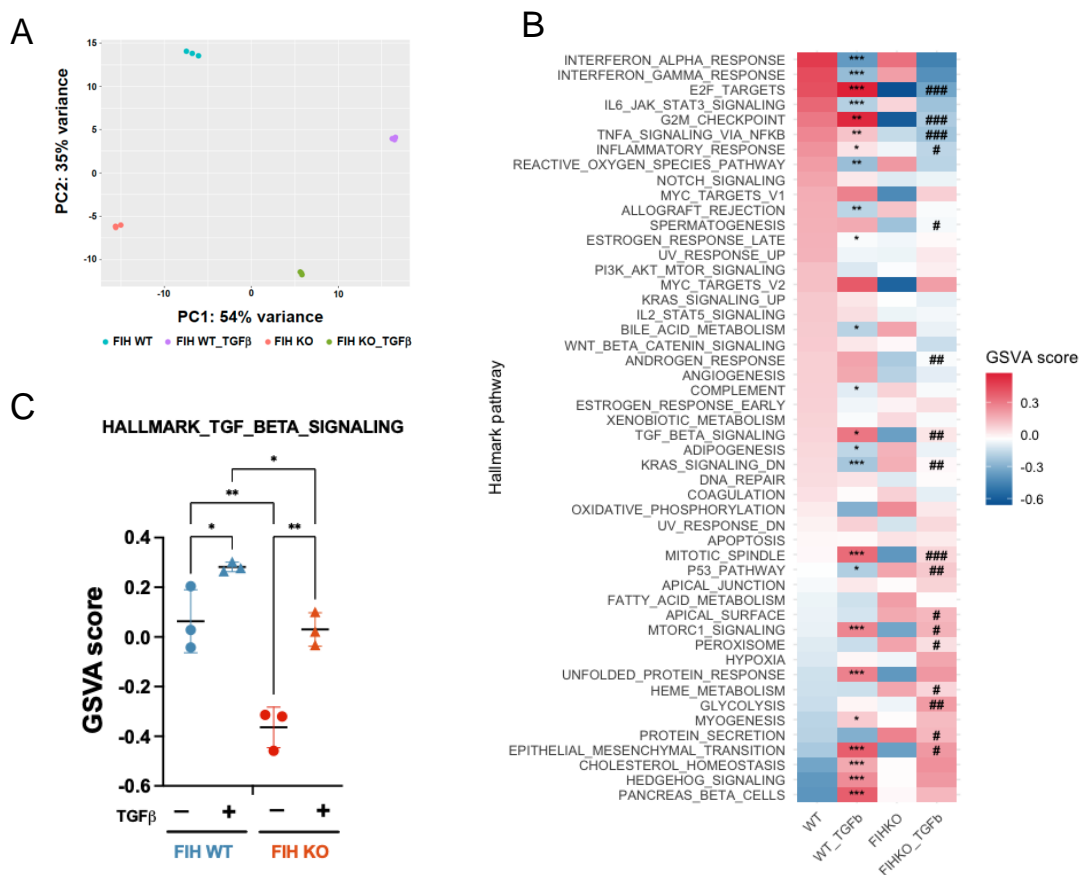 A
15
10
5
0
-5
-10
-10
0
10
PC2: 35% variance
PC1: 54% variance
FIH WT
FIH WT_TGFβ
FIH KO
FIH KO_TGFβ
B
Hallmark pathway
INTERFERON_ALPHA_RESPONSE ***
INTERFERON_GAMMA_RESPONSE ***
E2F_TARGETS *** ###
IL6_JAK_STAT3_SIGNALING ***
G2M_CHECKPOINT ** ###
TNFA_SIGNALING_VIA_NFKB ** ###
INFLAMMATORY_RESPONSE * #
REACTIVE_OXYGEN_SPECIES_PATHWAY **
NOTCH_SIGNALING
MYC_TARGETS_V1
ALLOGRAFT_REJECTION **
SPERMATOGENESIS #
ESTROGEN_RESPONSE_LATE *
UV_RESPONSE_UP
PI3K_AKT_MTOR_SIGNALING
MYC_TARGETS_V2
KRAS_SIGNALING_UP
IL2_STAT5_SIGNALING
BILE_ACID_METABOLISM *
WNT_BETA_CATENIN_SIGNALING
ANDROGEN_RESPONSE ##
ANGIOGENESIS
COMPLEMENT *
ESTROGEN_RESPONSE_EARLY
XENOBIOTIC_METABOLISM
TGF_BETA_SIGNALING * ##
ADIPOGENESIS *
KRAS_SIGNALING_DN *** ##
DNA_REPAIR
COAGULATION
OXIDATIVE_PHOSPHORYLATION
UV_RESPONSE_DN
APOPTOSIS
MITOTIC_SPINDLE *** ###
P53_PATHWAY * ##
APICAL_JUNCTION
FATTY_ACID_METABOLISM
APICAL_SURFACE #
MTORC1_SIGNALING *** #
PEROXISOME #
HYPOXIA
UNFOLDED_PROTEIN_RESPONSE ***
HEME_METABOLISM #
GLYCOLYSIS ##
MYOGENESIS *
PROTEIN_SECRETION #
EPITHELIAL_MESENCHYMAL_TRANSITION *** #
CHOLESTEROL_HOMEOSTASIS ***
HEDGEHOG_SIGNALING ***
PANCREAS_BETA_CELLS ***
WT
WT_TGFb
FIHKO
FIHKO_TGFb
GSVA score
0.3
0.0
-0.3
-0.6
C
HALLMARK_TGF_BETA_SIGNALING
*
**
* **
GSVA score
0.4
0.2
0.0
-0.2
-0.4
-0.6
TGFβ − + − +
FIH WT FIH KO